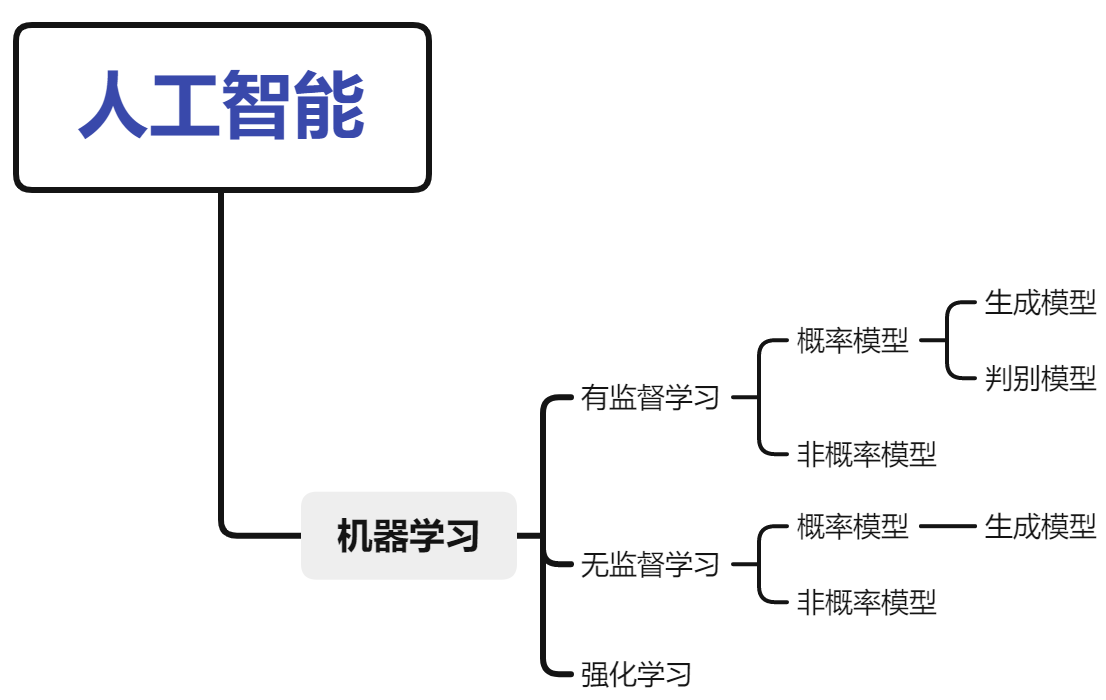 人工智能
生成模型
概率模型
判别模型
有监督学习
非概率模型
机器学习
概率模型
生成模型
无监督学习
非概率模型
强化学习